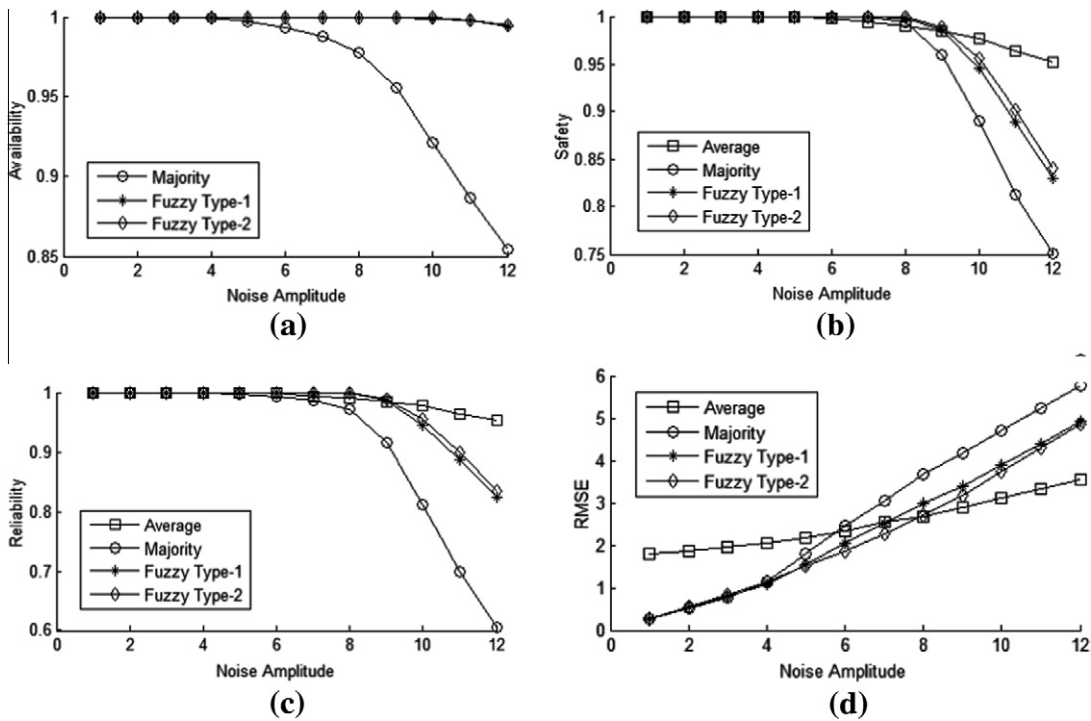 1
0.95
0.9
0.85
Availability
Majority
Fuzzy Type-1
Fuzzy Type-2
0 2 4 6 8 10 12
Noise Amplitude
(a)
1
0.95
0.9
0.85
0.8
0.75
Safety
Average
Majority
Fuzzy Type-1
Fuzzy Type-2
0 2 4 6 8 10 12
Noise Amplitude
(b)
1
0.9
0.8
0.7
0.6
Reliability
Average
Majority
Fuzzy Type-1
Fuzzy Type-2
0 2 4 6 8 10 12
Noise Amplitude
(c)
6
5
4
3
2
1
0
RMSE
Average
Majority
Fuzzy Type-1
Fuzzy Type-2
0 2 4 6 8 10 12
Noise Amplitude
(d)